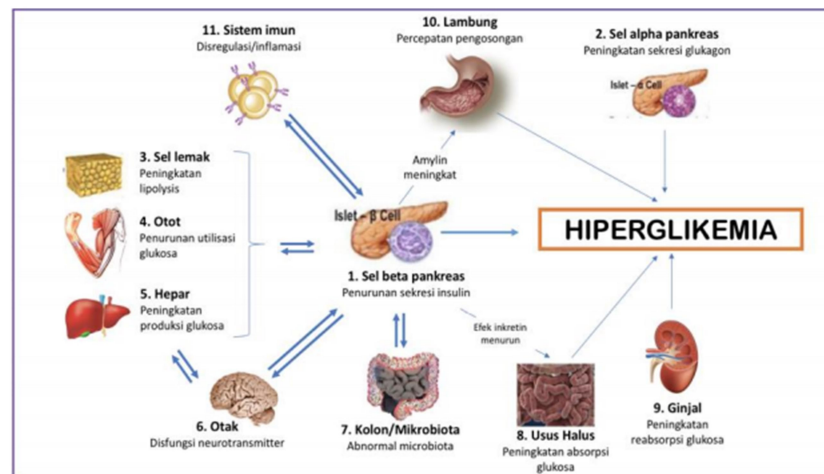 11. Sistem imun
Disregulasi/inflamasi
10. Lambung
Percepatan pengosongan
2. Sel alpha pankreas
Peningkatan sekresi glukagon
Islet – α Cell
3. Sel lemak
Peningkatan
lipolysis
4. Otot
Penurunan utilisasi
glukosa
5. Hepar
Peningkatan
produksi glukosa
Amylin
meningkat
Islet – β Cell
1. Sel beta pankreas
Penurunan sekresi insulin
HIPERGLIKEMIA
Efek inkretin
menurun
6. Otak
Disfungsi neurotransmitter
7. Kolon/Mikrobiota
Abnormal microbiota
8. Usus Halus
Peningkatan absorpsi
glukosa
9. Ginjal
Peningkatan
reabsorpsi glukosa